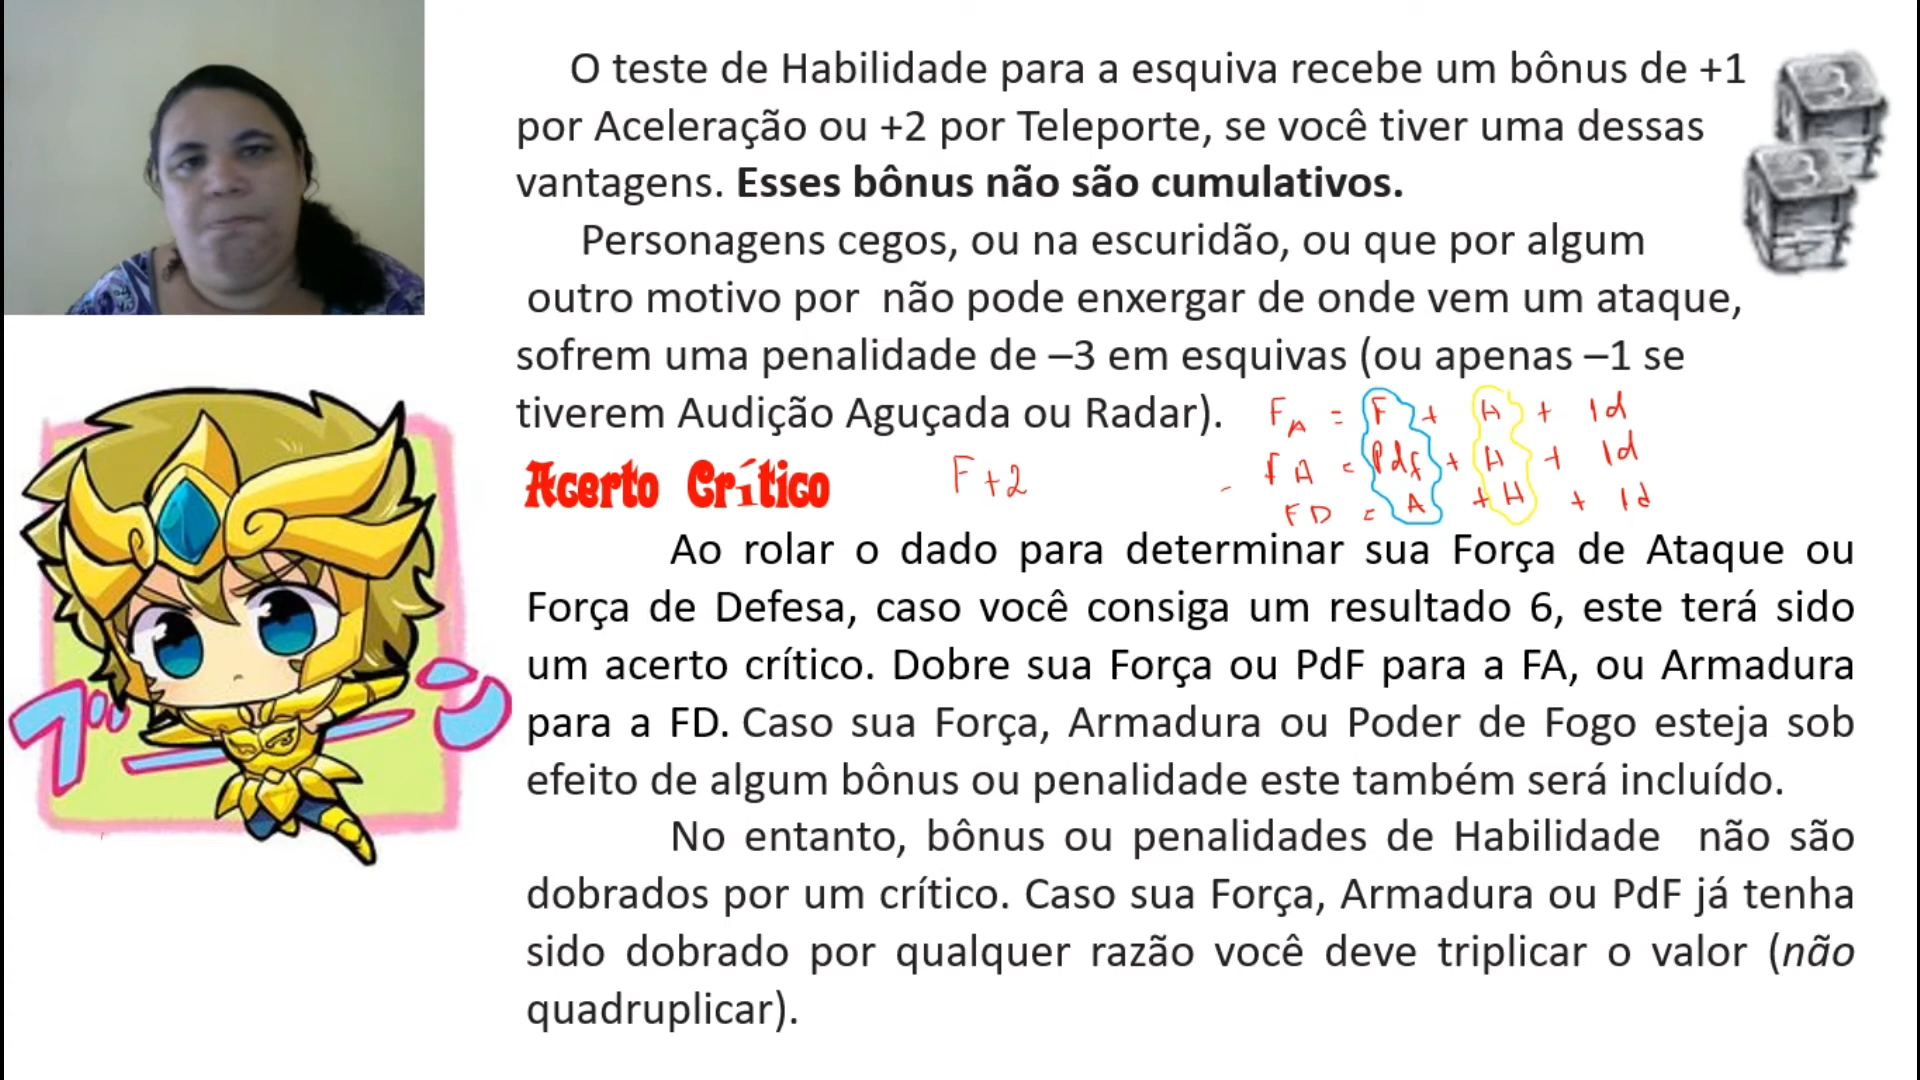 O teste de Habilidade para a esquiva recebe um bônus de +1
por Aceleração ou +2 por Teleporte, se você tiver uma dessas
vantagens. Esses bônus não são cumulativos.
Personagens cegos, ou na escuridão, ou que por algum
outro motivo por não pode enxergar de onde vem um ataque,
sofrem uma penalidade de –3 em esquivas (ou apenas –1 se
tiverem Audição Aguçada ou Radar).
FA = F + H + 1d
FA = Pdf + H + 1d
FD = A + H + 1d
Acerto Crítico
F+2
Ao rolar o dado para determinar sua Força de Ataque ou
Força de Defesa, caso você consiga um resultado 6, este terá sido
um acerto crítico. Dobre sua Força ou PdF para a FA, ou Armadura
para a FD. Caso sua Força, Armadura ou Poder de Fogo esteja sob
efeito de algum bônus ou penalidade este também será incluído.
No entanto, bônus ou penalidades de Habilidade não são
dobrados por um crítico. Caso sua Força, Armadura ou PdF já tenha
sido dobrado por qualquer razão você deve triplicar o valor (não
quadruplicar).